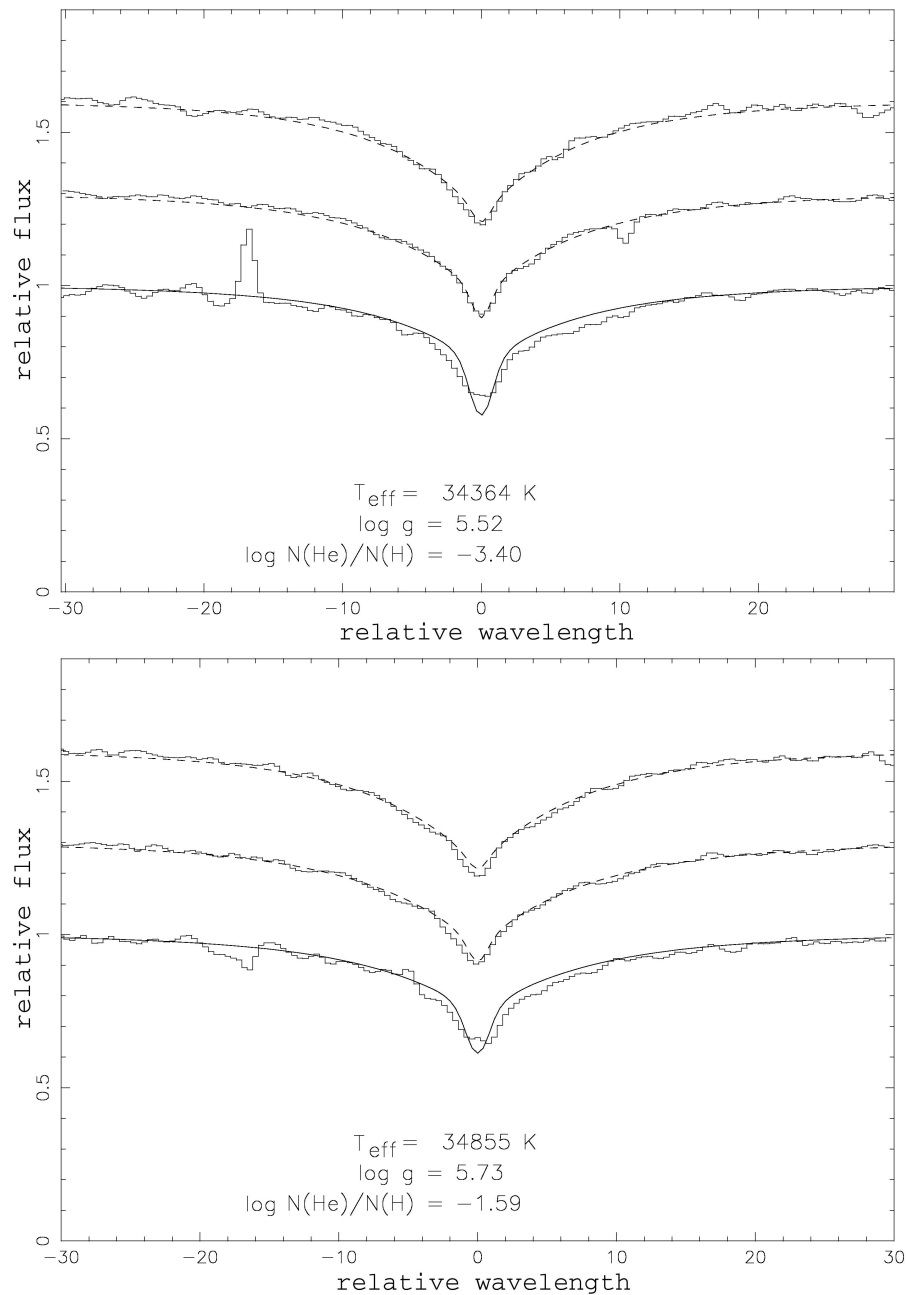 1.5
1
0.5
0
relative flux
T eff = 34364 K
log g = 5.52
log N(He)/N(H) = −3.40
−30 −20 −10 0 10 20
relative wavelength
1.5
1
0.5
0
relative flux
T eff = 34855 K
log g = 5.73
log N(He)/N(H) = −1.59
−30 −20 −10 0 10 20 30
relative wavelength